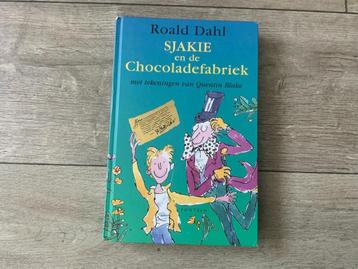 Roald Dahl
SJAKIE
en de
Chocoladefabriek
met tekeningen van Quentin Blake